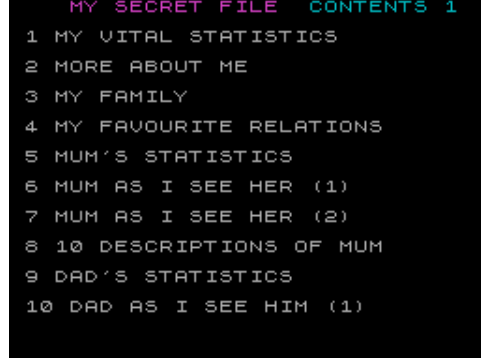 MY SECRET FILE CONTENTS 1
1 MY VITAL STATISTICS
2 MORE ABOUT ME
3 MY FAMILY
4 MY FAVOURITE RELATIONS
5 MUM'S STATISTICS
6 MUM AS I SEE HER (1)
7 MUM AS I SEE HER (2)
8 10 DESCRIPTIONS OF MUM
9 DAD'S STATISTICS
10 DAD AS I SEE HIM (1)